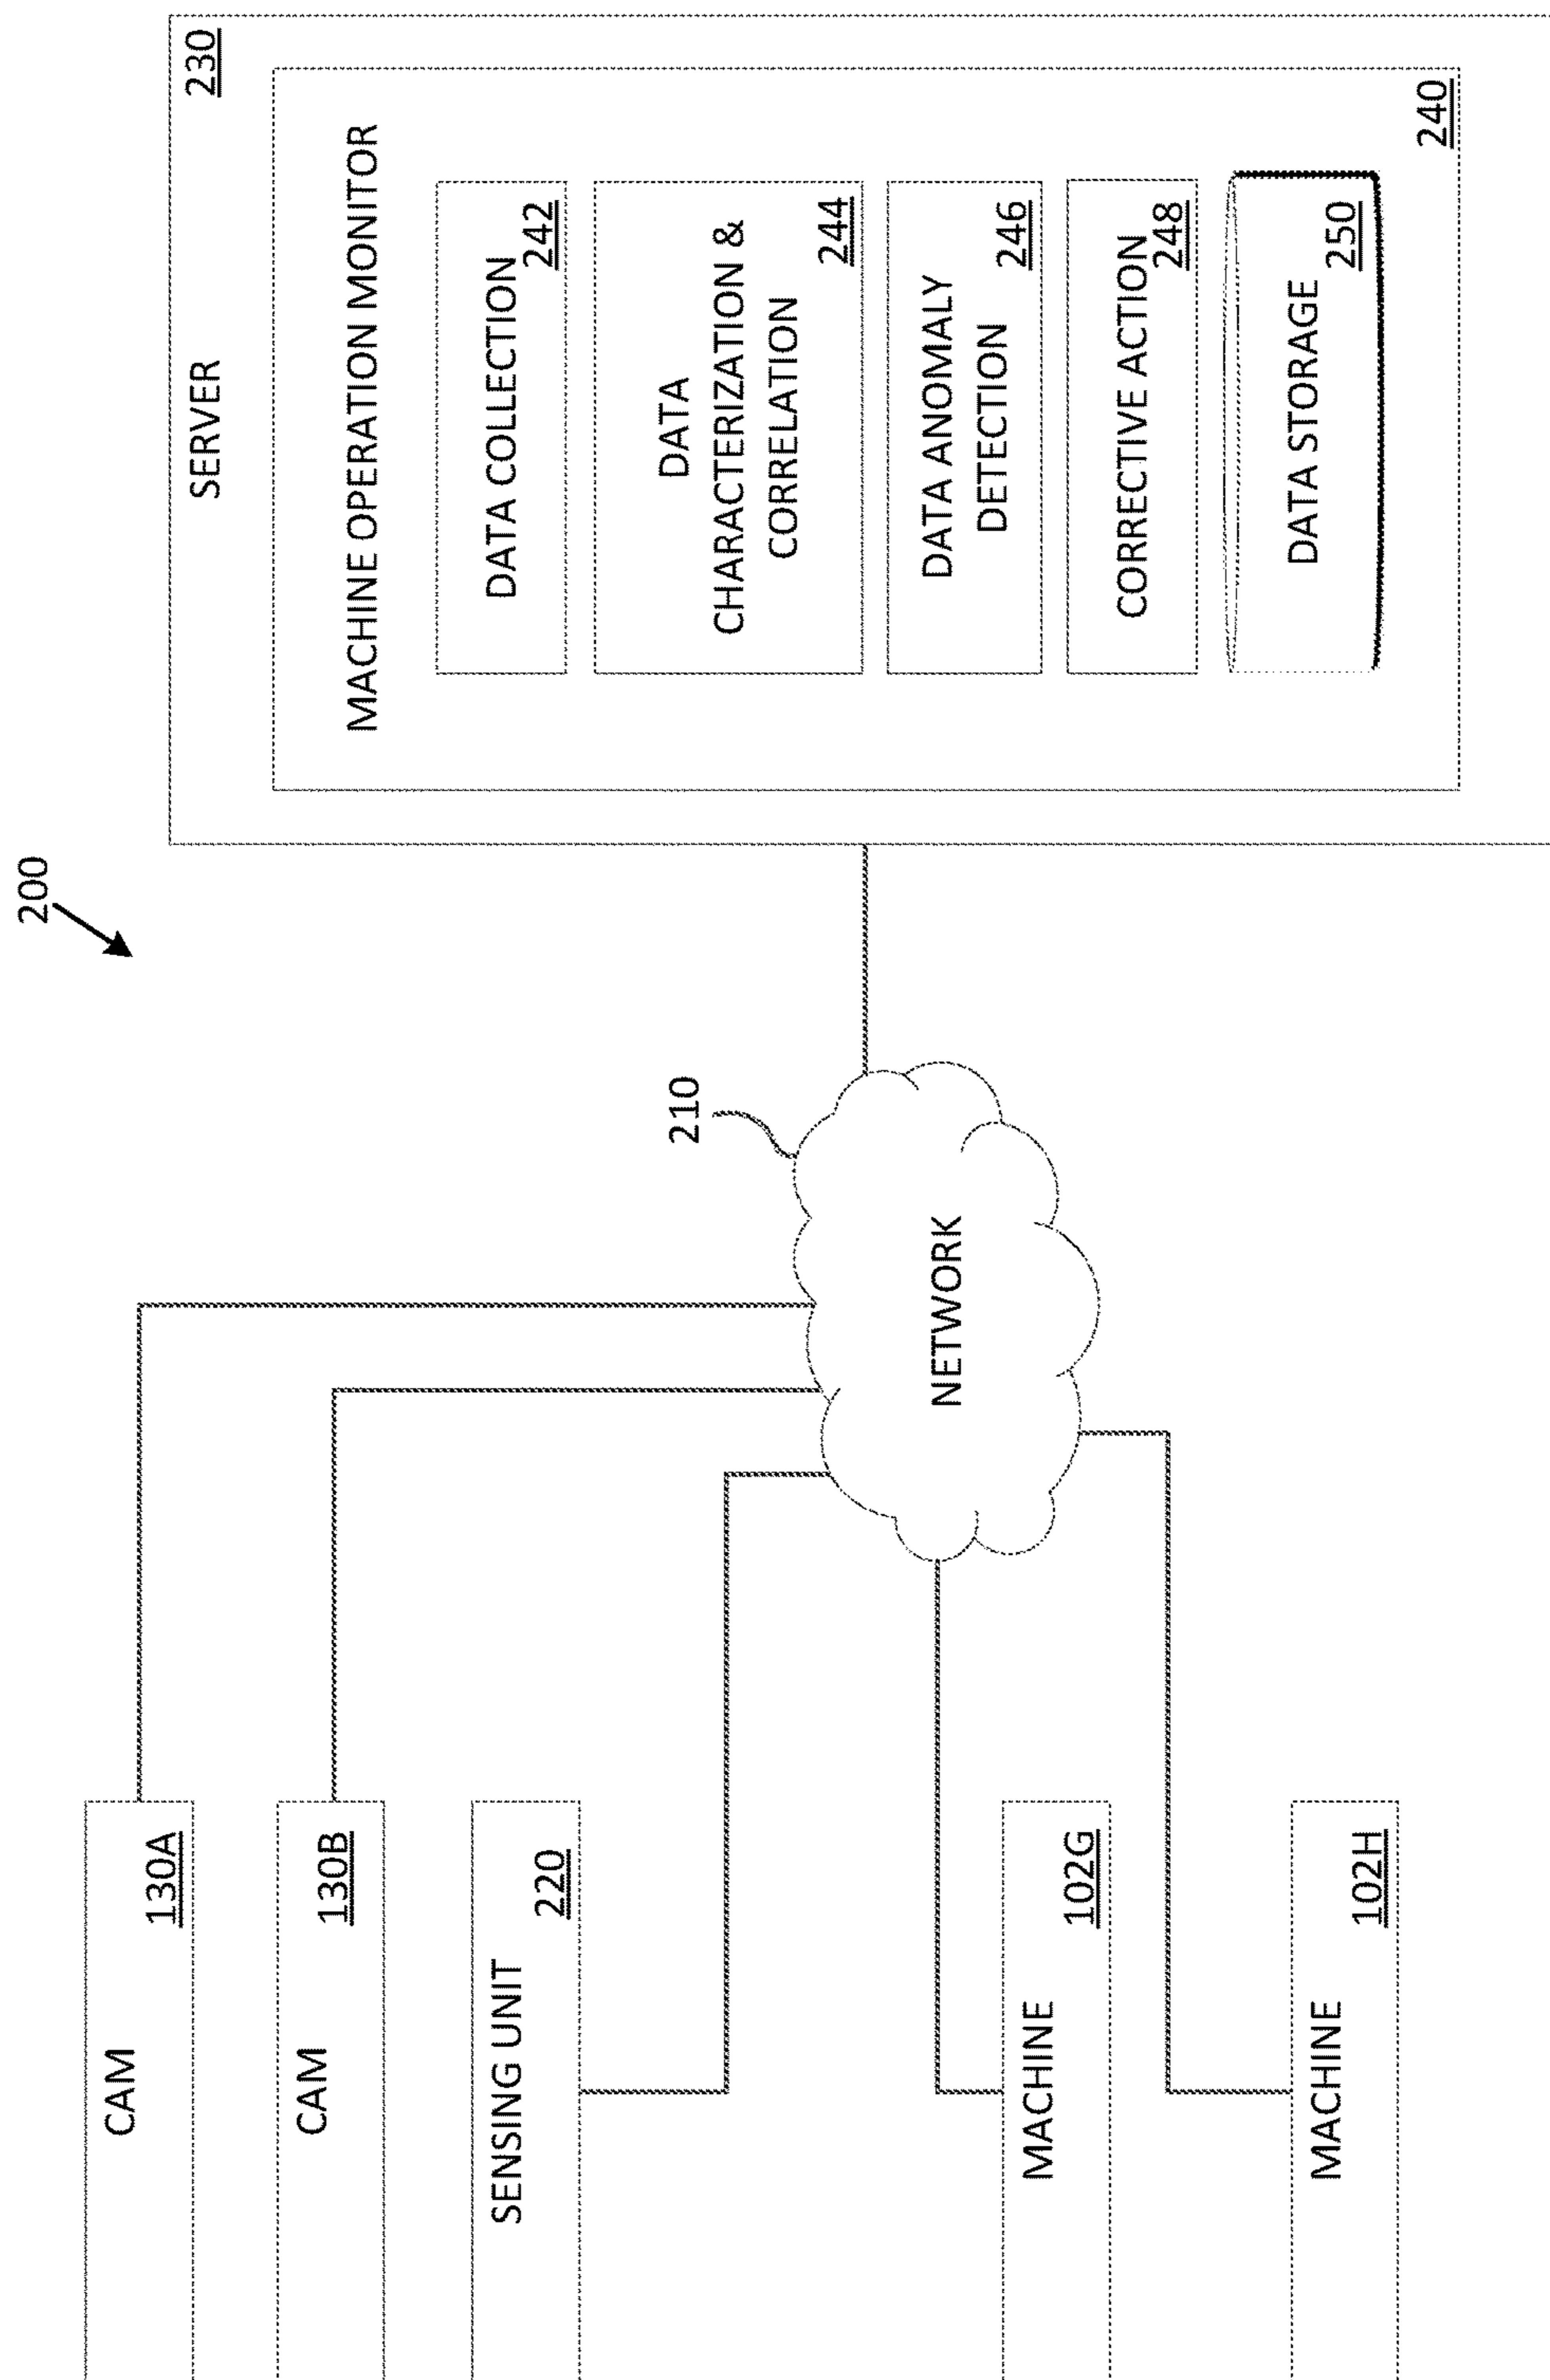 200
CAM
130A
CAM
130B
SENSING UNIT
220
MACHINE
102G
MACHINE
102H
210
NETWORK
SERVER
230
MACHINE OPERATION MONITOR
DATA COLLECTION
242
DATA
CHARACTERIZATION &
CORRELATION
244
DATA ANOMALY
DETECTION
246
CORRECTIVE ACTION
248
DATA STORAGE
250
240